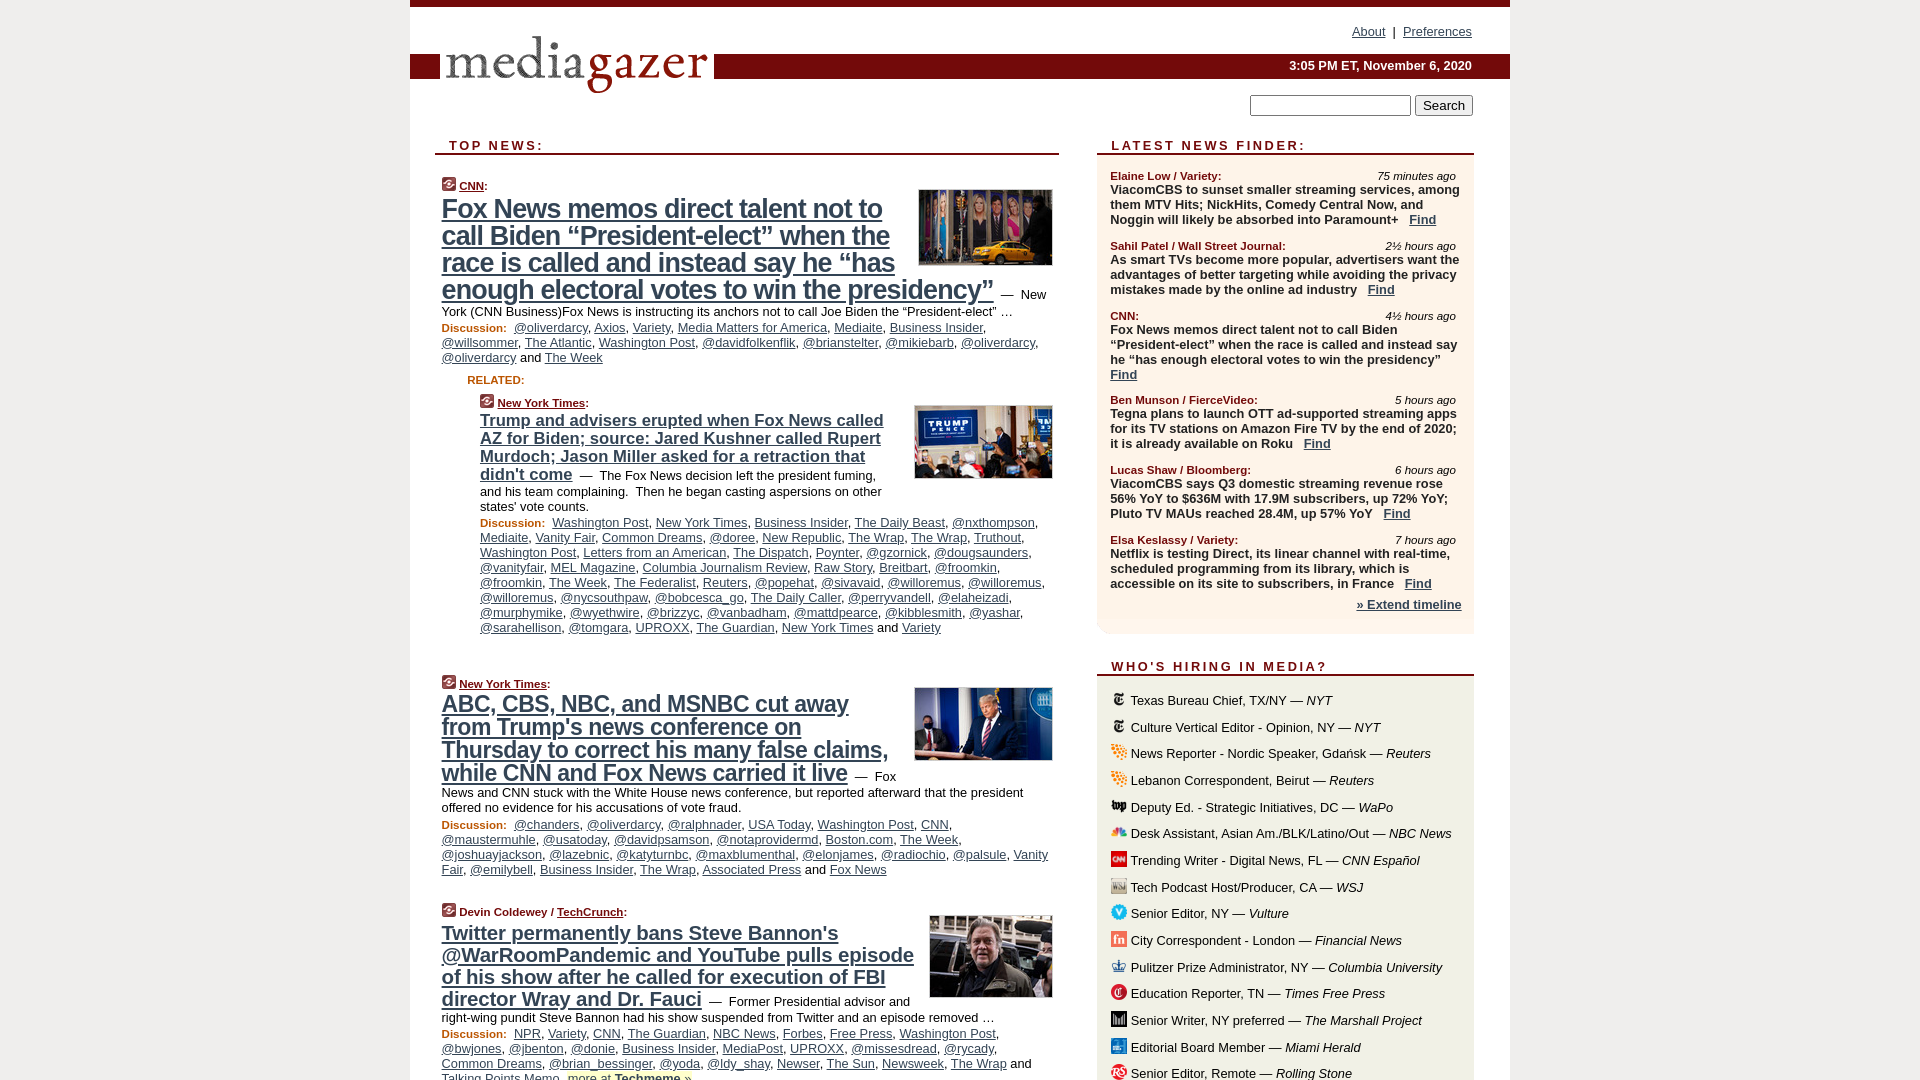 About | Preferences
mediagazer
3:05 PM ET, November 6, 2020
Search
TOP NEWS:
CNN:
Fox News memos direct talent not to
call Biden “President-elect” when the
race is called and instead say he “has
enough electoral votes to win the presidency” — New
York (CNN Business)Fox News is instructing its anchors not to call Joe Biden the “President-elect” …
Discussion: @oliverdarcy, Axios, Variety, Media Matters for America, Mediaite, Business Insider,
@willsommer, The Atlantic, Washington Post, @davidfolkenflik, @brianstelter, @mikiebarb, @oliverdarcy,
@oliverdarcy and The Week
RELATED:
New York Times:
Trump and advisers erupted when Fox News called
AZ for Biden; source: Jared Kushner called Rupert
Murdoch; Jason Miller asked for a retraction that
didn't come — The Fox News decision left the president fuming,
and his team complaining. Then he began casting aspersions on other
states' vote counts.
Discussion: Washington Post, New York Times, Business Insider, The Daily Beast, @nxthompson,
Mediaite, Vanity Fair, Common Dreams, @doree, New Republic, The Wrap, The Wrap, Truthout,
Washington Post, Letters from an American, The Dispatch, Poynter, @gzornick, @dougsaunders,
@vanityfair, MEL Magazine, Columbia Journalism Review, Raw Story, Breitbart, @froomkin,
@froomkin, The Week, The Federalist, Reuters, @popehat, @sivavaid, @willoremus, @willoremus,
@willoremus, @nycsouthpaw, @bobcesca_go, The Daily Caller, @perryvandell, @elaheizadi,
@murphymike, @wyethwire, @brizzyc, @vanbadham, @mattdpearce, @kibblesmith, @yashar,
@sarahellison, @tomgara, UPROXX, The Guardian, New York Times and Variety
New York Times:
ABC, CBS, NBC, and MSNBC cut away
from Trump's news conference on
Thursday to correct his many false claims,
while CNN and Fox News carried it live — Fox
News and CNN stuck with the White House news conference, but reported afterward that the president
offered no evidence for his accusations of vote fraud.
Discussion: @chanders, @oliverdarcy, @ralphnader, USA Today, Washington Post, CNN,
@maustermuhle, @usatoday, @davidpsamson, @notaprovidermd, Boston.com, The Week,
@joshuayjackson, @lazebnic, @katyturnbc, @maxblumenthal, @elonjames, @radiochio, @palsule, Vanity
Fair, @emilybell, Business Insider, The Wrap, Associated Press and Fox News
Devin Coldewey / TechCrunch:
Twitter permanently bans Steve Bannon's
@WarRoomPandemic and YouTube pulls episode
of his show after he called for execution of FBI
director Wray and Dr. Fauci — Former Presidential advisor and
right-wing pundit Steve Bannon had his show suspended from Twitter and an episode removed …
Discussion: NPR, Variety, CNN, The Guardian, NBC News, Forbes, Free Press, Washington Post,
@bwjones, @jbenton, @donie, Business Insider, MediaPost, UPROXX, @missesdread, @rycady,
Common Dreams, @brian_bessinger, @yoda, @ldy_shay, Newser, The Sun, Newsweek, The Wrap and
Talking Points Memo, more at Techmeme »
LATEST NEWS FINDER:
Elaine Low / Variety: 75 minutes ago
ViacomCBS to sunset smaller streaming services, among
them MTV Hits; NickHits, Comedy Central Now, and
Noggin will likely be absorbed into Paramount+ Find
Sahil Patel / Wall Street Journal: 2½ hours ago
As smart TVs become more popular, advertisers want the
advantages of better targeting while avoiding the privacy
mistakes made by the online ad industry Find
CNN: 4½ hours ago
Fox News memos direct talent not to call Biden
“President-elect” when the race is called and instead say
he “has enough electoral votes to win the presidency”
Find
Ben Munson / FierceVideo: 5 hours ago
Tegna plans to launch OTT ad-supported streaming apps
for its TV stations on Amazon Fire TV by the end of 2020;
it is already available on Roku Find
Lucas Shaw / Bloomberg: 6 hours ago
ViacomCBS says Q3 domestic streaming revenue rose
56% YoY to $636M with 17.9M subscribers, up 72% YoY;
Pluto TV MAUs reached 28.4M, up 57% YoY Find
Elsa Keslassy / Variety: 7 hours ago
Netflix is testing Direct, its linear channel with real-time,
scheduled programming from its library, which is
accessible on its site to subscribers, in France Find
» Extend timeline
WHO'S HIRING IN MEDIA?
Texas Bureau Chief, TX/NY — NYT
Culture Vertical Editor - Opinion, NY — NYT
News Reporter - Nordic Speaker, Gdańsk — Reuters
Lebanon Correspondent, Beirut — Reuters
Deputy Ed. - Strategic Initiatives, DC — WaPo
Desk Assistant, Asian Am./BLK/Latino/Out — NBC News
Trending Writer - Digital News, FL — CNN Español
Tech Podcast Host/Producer, CA — WSJ
Senior Editor, NY — Vulture
City Correspondent - London — Financial News
Pulitzer Prize Administrator, NY — Columbia University
Education Reporter, TN — Times Free Press
Senior Writer, NY preferred — The Marshall Project
Editorial Board Member — Miami Herald
Senior Editor, Remote — Rolling Stone